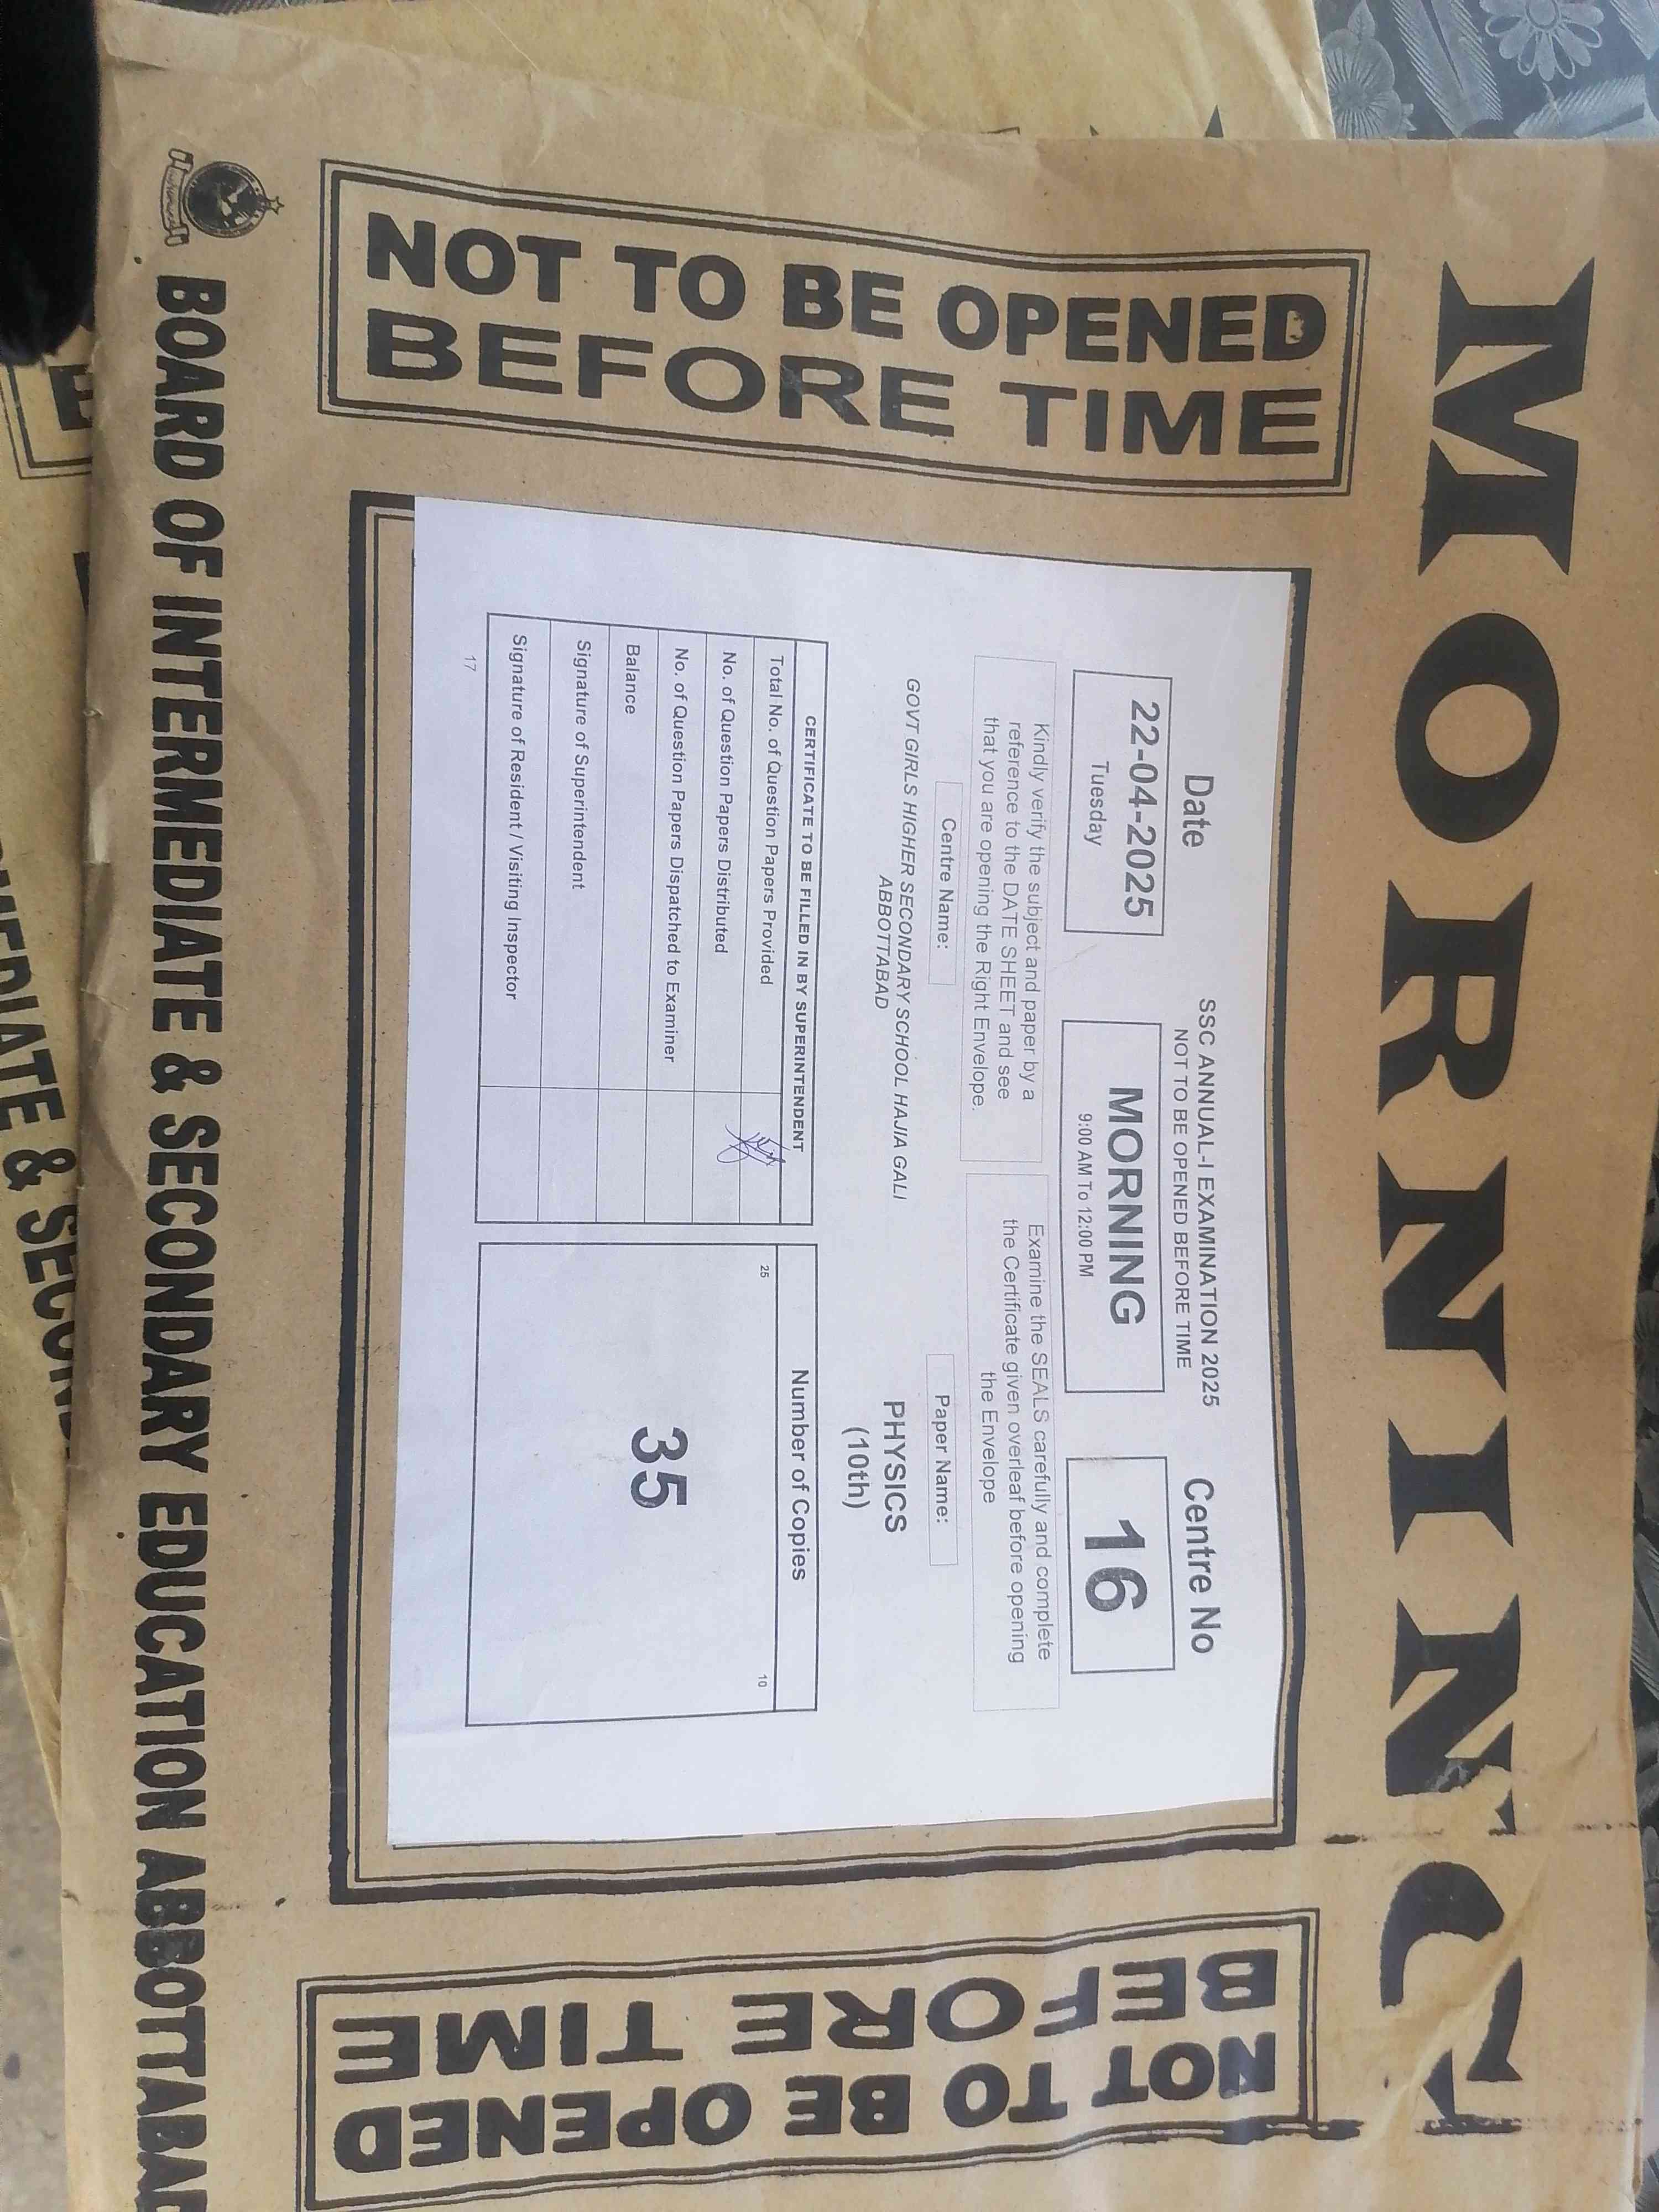 MORNING
NOT TO BE OPENED
BEFORE TIME
Date
SSC ANNUAL-I EXAMINATION 2025
NOT TO BE OPENED BEFORE TIME
Centre No
22-04-2025
Tuesday
MORNING
9:00 AM To 12:00 PM
16
Kindly verify the subject and paper by a
reference to the DATE SHEET and see
that you are opening the Right Envelope.
Examine the SEALS carefully and complete
the Certificate given overleaf before opening
the Envelope
Centre Name:
Paper Name:
GOVT GIRLS HIGHER SECONDARY SCHOOL HAJIA GALI
ABBOTTABAD
PHYSICS
(10th)
CERTIFICATE TO BE FILLED IN BY SUPERINTENDENT
Total No. of Question Papers Provided
No. of Question Papers Distributed
No. of Question Papers Dispatched to Examiner
Balance
Signature of Superintendent
Signature of Resident / Visiting Inspector
17
Number of Copies
25
10
35
NOT TO BE OPENED
BEFORE TIME
BOARD OF INTERMEDIATE & SECONDARY EDUCATION ABBOTTABAD
MEDIATE & SECOND